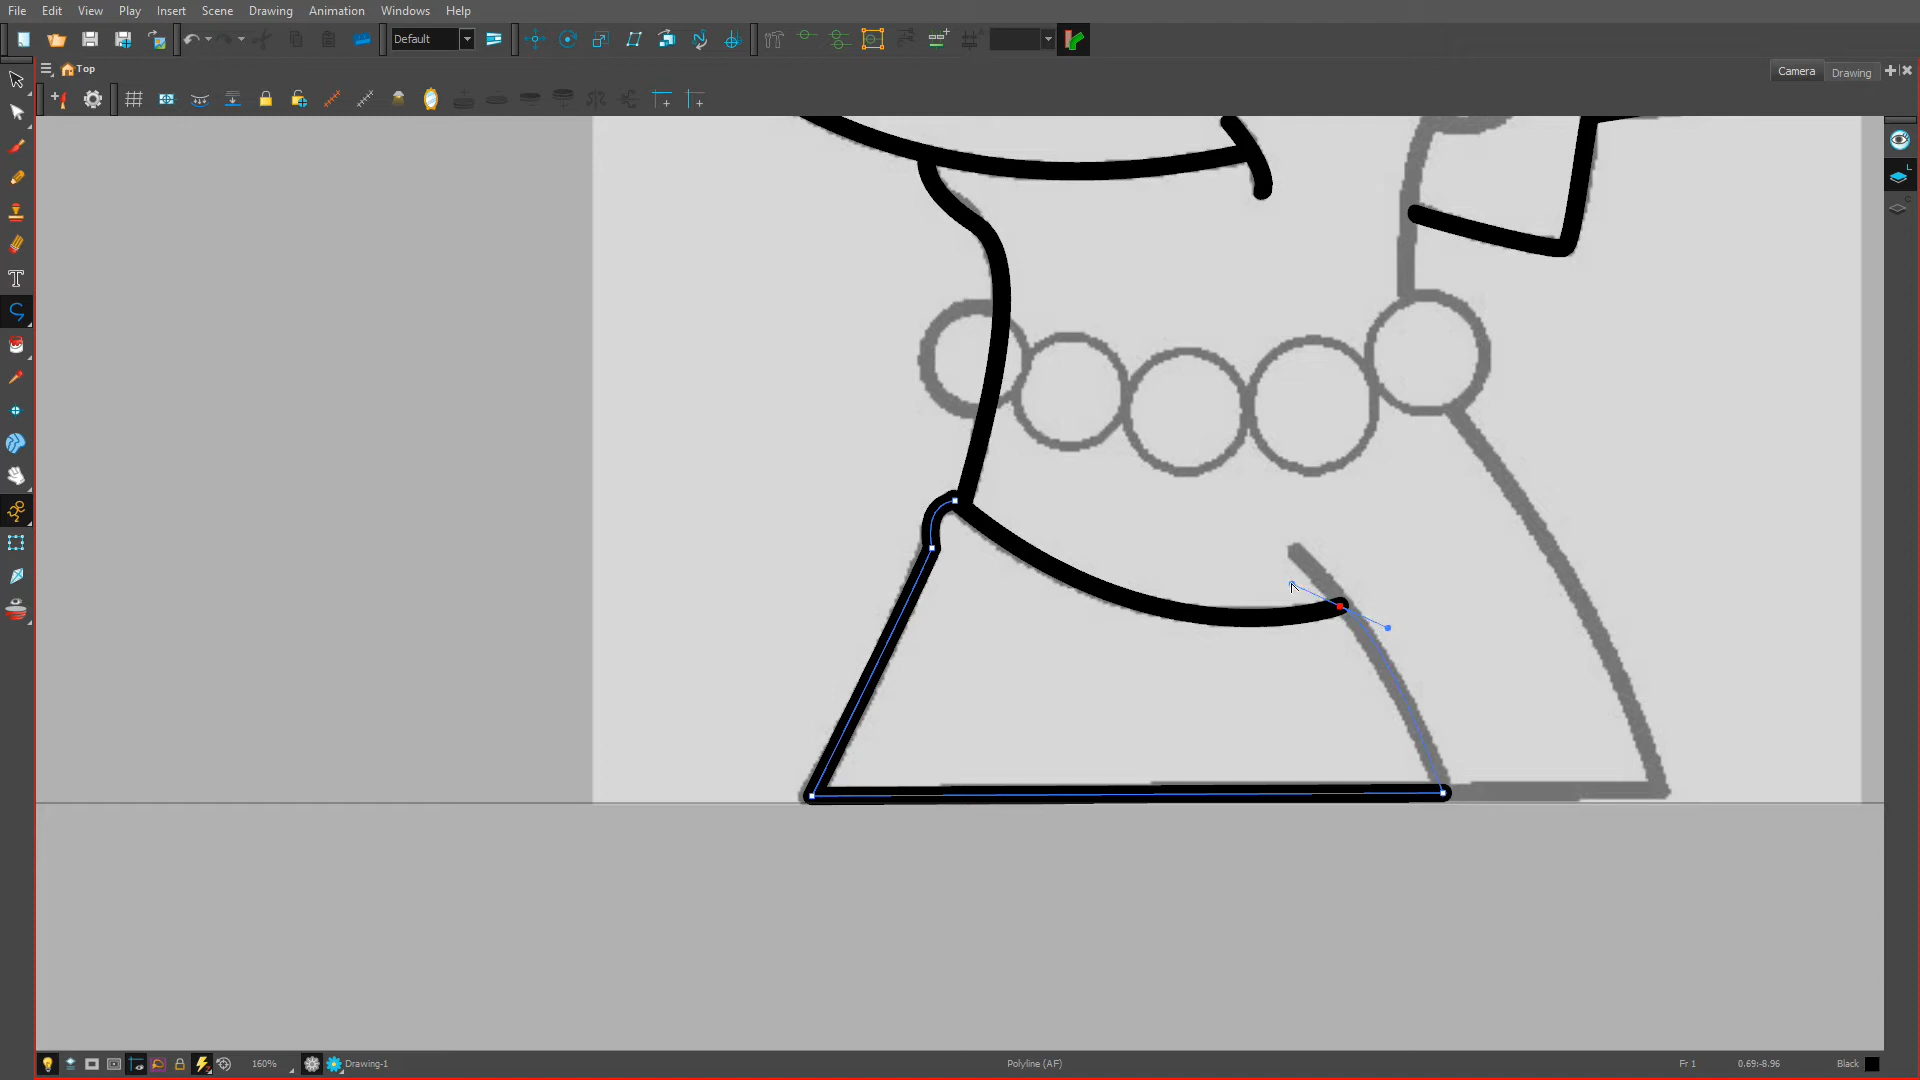 File Edit View Play Insert Scene Drawing Animation Windows Help
Default
Top
Camera Drawing
160% Drawing-1 Polyline (AF) Fr 1 0.69:-8.96 Black